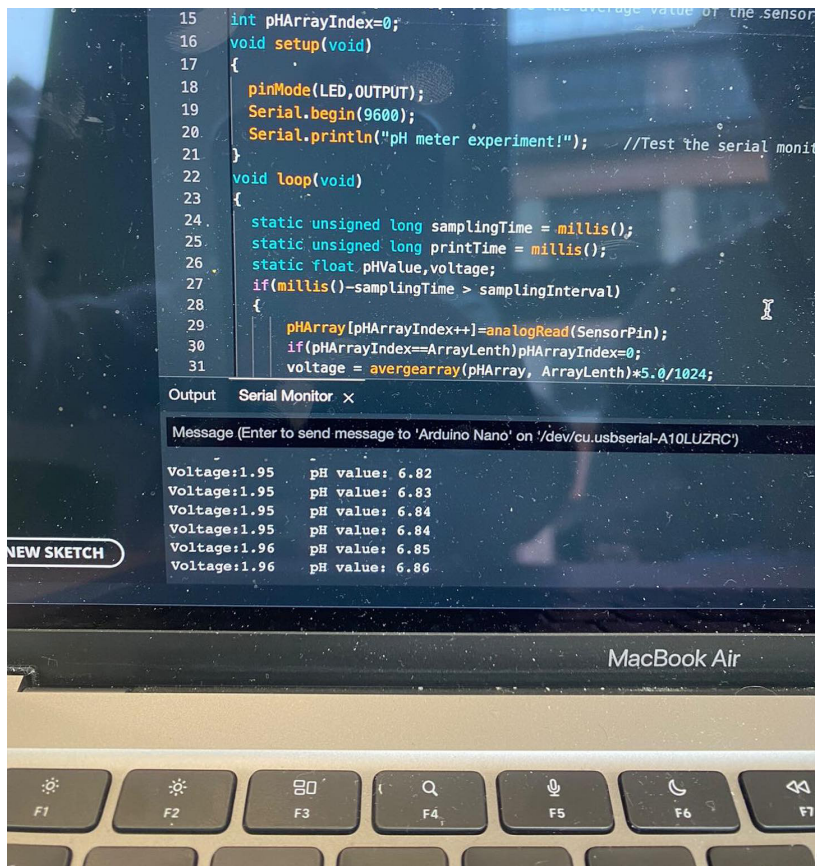 the average value of the sensor
15 int pHArrayIndex=0;
16 void setup(void)
17 {
18 pinMode(LED,OUTPUT);
19 Serial.begin(9600);
20 Serial.println("pH meter experiment!"); //Test the serial monit
21 }
22 void loop(void)
23 {
24 static unsigned long samplingTime = millis();
25 static unsigned long printTime = millis();
26 static float pHValue,voltage;
27 if(millis()-samplingTime > samplingInterval)
28 {
29 pHArray[pHArrayIndex++]=analogRead(SensorPin);
30 if(pHArrayIndex==ArrayLenth)pHArrayIndex=0;
31 voltage = avergearray(pHArray, ArrayLenth)*5.0/1024;
Output Serial Monitor ×
Message (Enter to send message to 'Arduino Nano' on '/dev/cu.usbserial-A10LUZRC')
Voltage:1.95 pH value: 6.82
Voltage:1.95 pH value: 6.83
Voltage:1.95 pH value: 6.84
Voltage:1.95 pH value: 6.84
Voltage:1.96 pH value: 6.85
Voltage:1.96 pH value: 6.86
NEW SKETCH
MacBook Air
F1 F2 F3 F4 F5 F6 F7